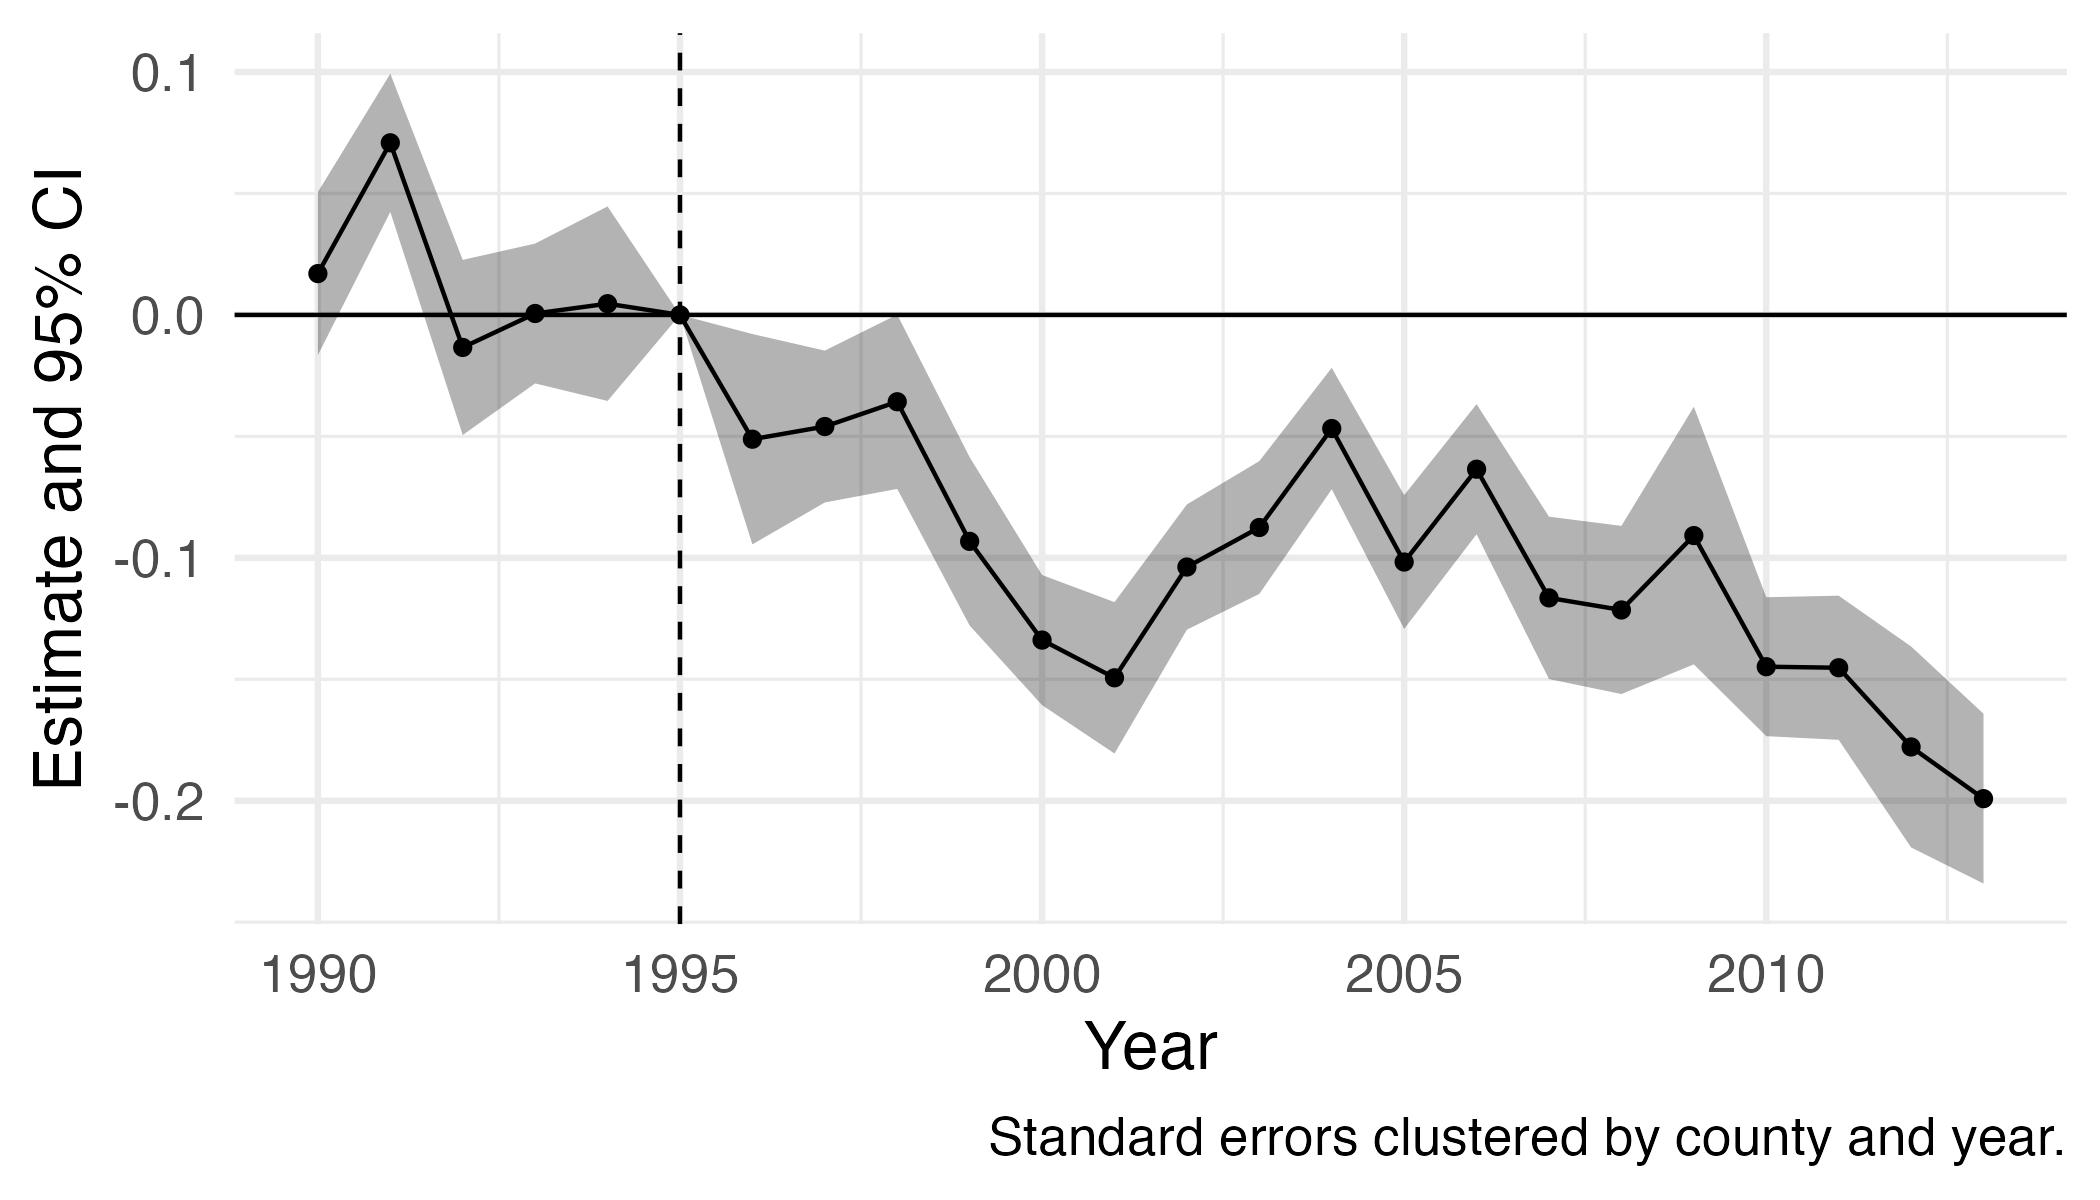 Estimate and 95% CI
0.1
0.0
-0.1
-0.2
1990 1995 2000 2005 2010
Year
Standard errors clustered by county and year.